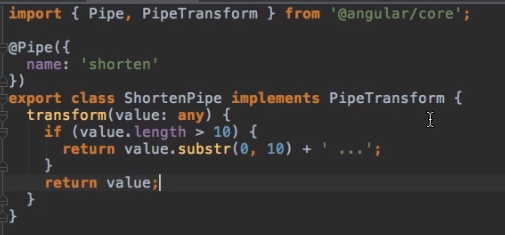 import { Pipe, PipeTransform } from '@angular/core';
@Pipe({
name: 'shorten'
})
export class ShortenPipe implements PipeTransform {
transform(value: any) {
if (value.length > 10) {
return value.substr(0, 10) + ' ...';
}
return value;
}
}